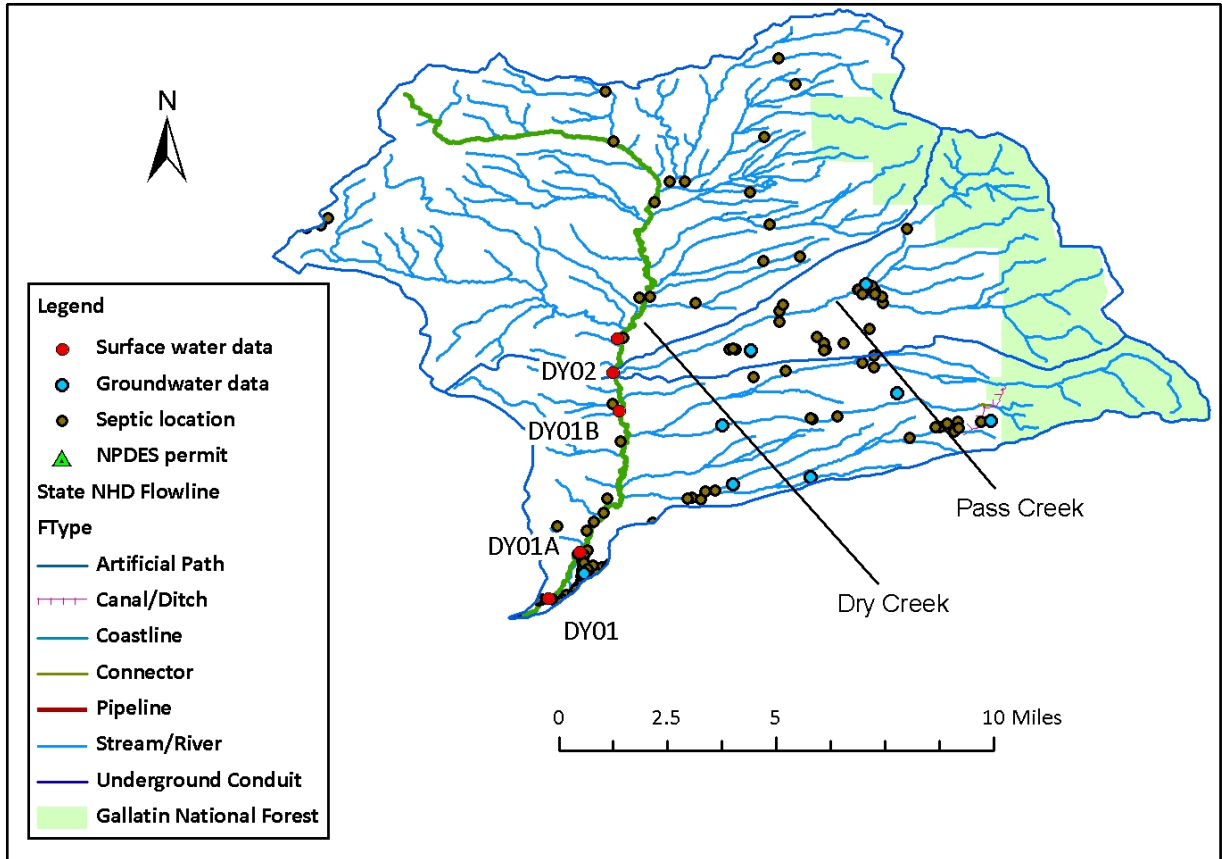 N
Legend
Surface water data
Groundwater data
Septic location
NPDES permit
State NHD Flowline
FType
Artificial Path
Canal/Ditch
Coastline
Connector
Pipeline
Stream/River
Underground Conduit
Gallatin National Forest
DY02
DY01B
DY01A
DY01
Pass Creek
Dry Creek
0 2.5 5 10 Miles